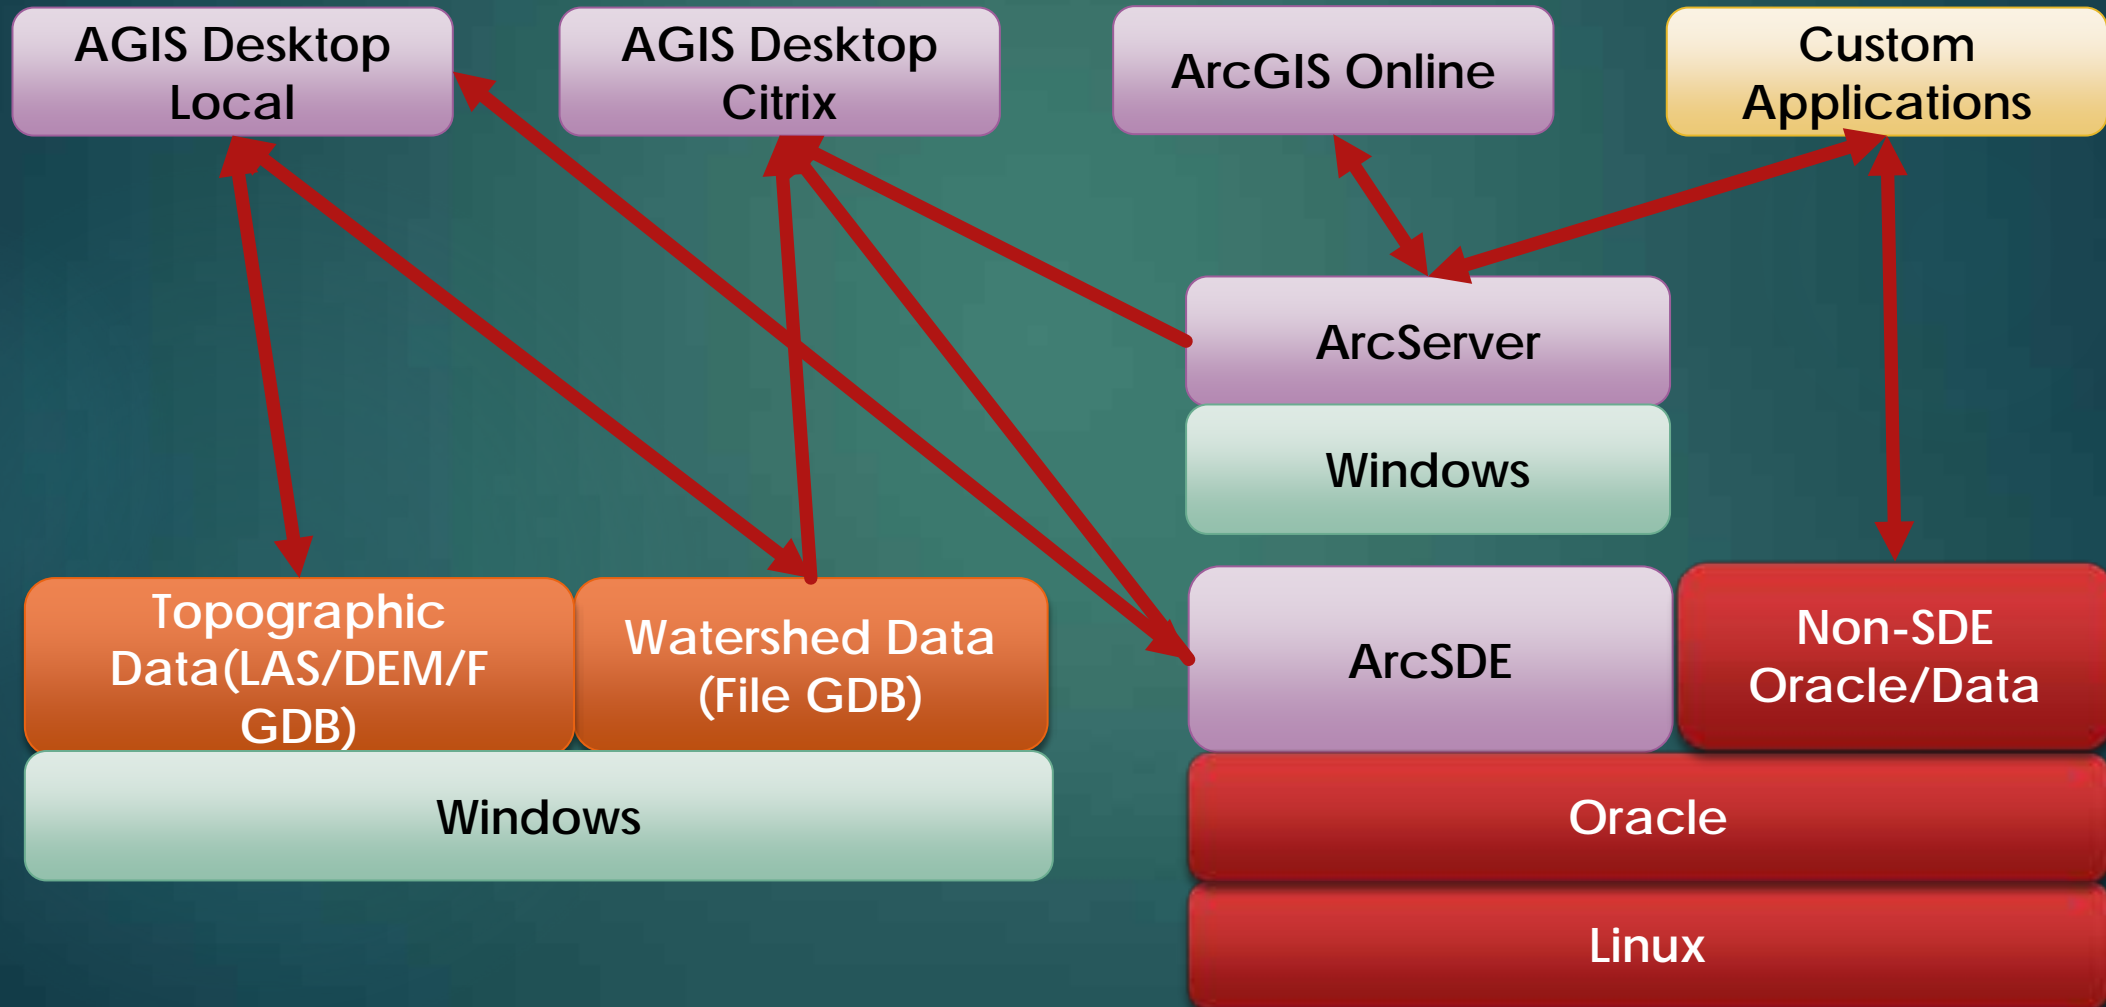 AGIS Desktop
Local
AGIS Desktop
Citrix
ArcGIS Online
Custom
Applications
ArcServer
Windows
Topographic
Data(LAS/DEM/F
GDB)
Watershed Data
(File GDB)
ArcSDE
Non-SDE
Oracle/Data
Windows
Oracle
Linux